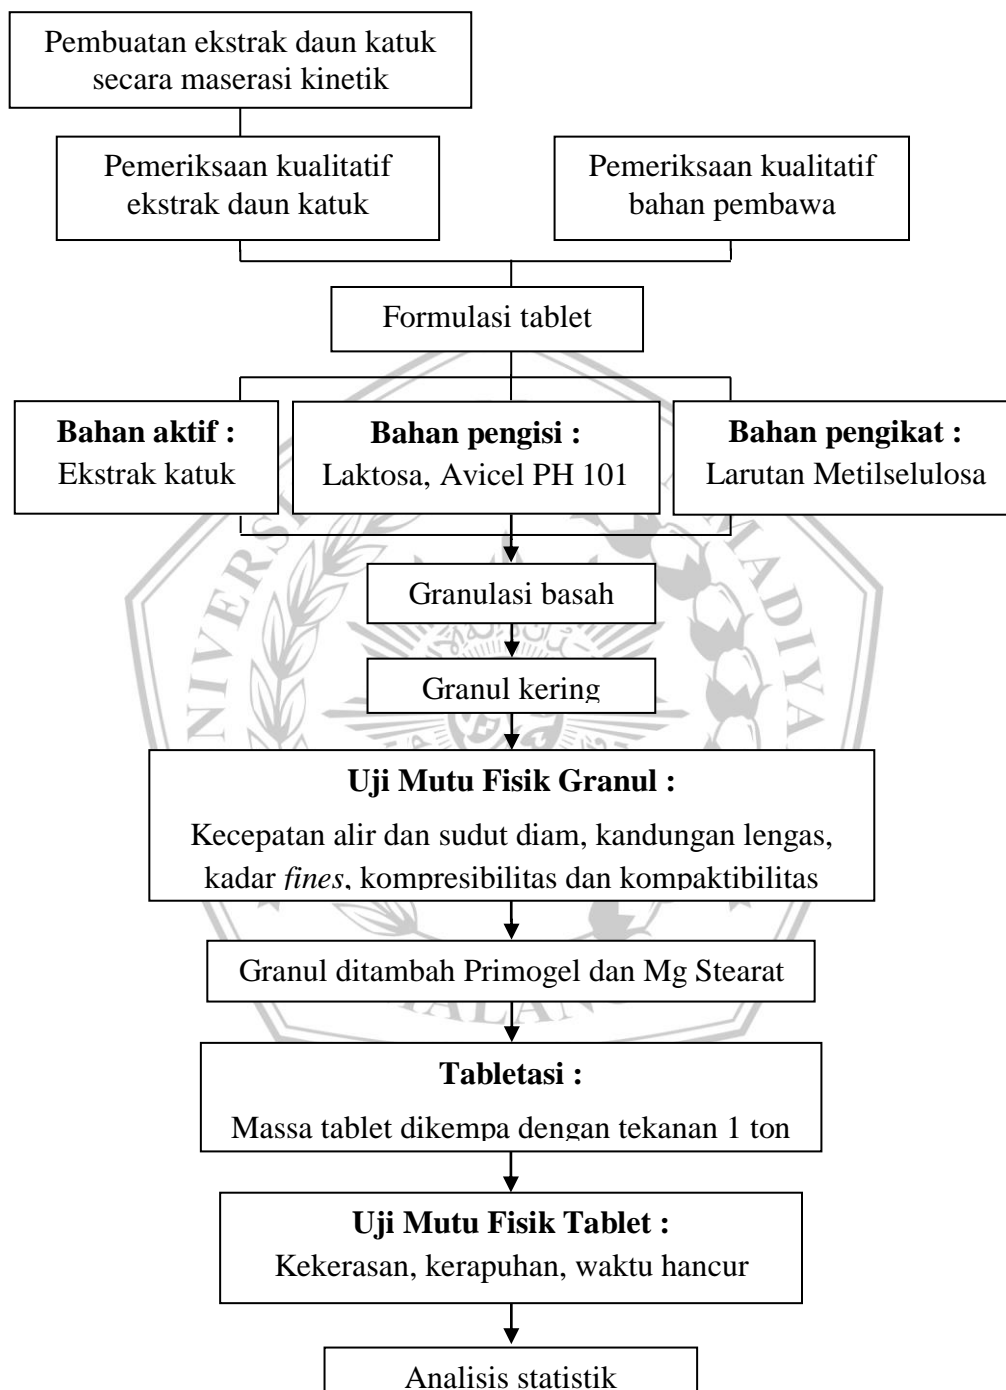 Pembuatan ekstrak daun katuk
secara maserasi kinetik
Pemeriksaan kualitatif
ekstrak daun katuk
Pemeriksaan kualitatif
bahan pembawa
Formulasi tablet
Bahan aktif :
Ekstrak katuk
Bahan pengisi :
Laktosa, Avicel PH 101
Bahan pengikat :
Larutan Metilselulosa
Granulasi basah
Granul kering
Uji Mutu Fisik Granul :
Kecepatan alir dan sudut diam, kandungan lengas,
kadar fines, kompresibilitas dan kompaktibilitas
Granul ditambah Primogel dan Mg Stearat
Tabletasi :
Massa tablet dikempa dengan tekanan 1 ton
Uji Mutu Fisik Tablet :
Kekerasan, kerapuhan, waktu hancur
Analisis statistik